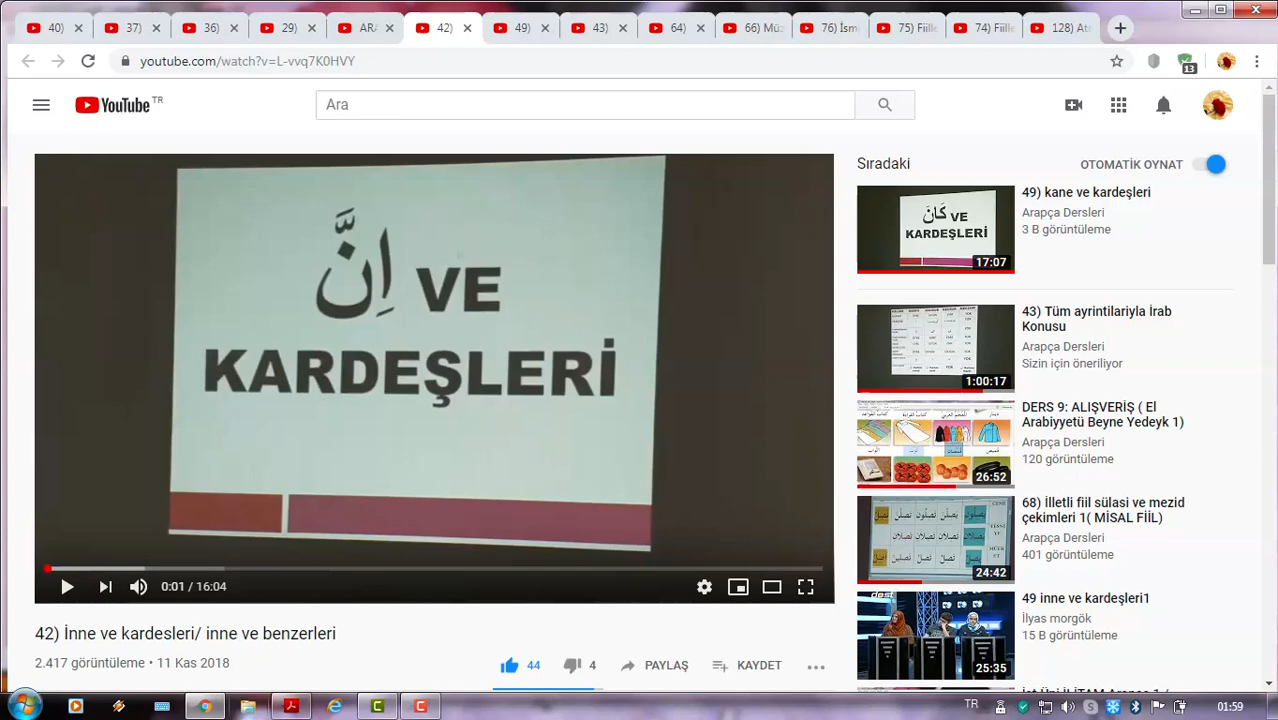 40)
37)
36)
29)
ARA
42)
49)
43)
64)
66) Mü
76) İsm
75) Fiille
74) Fiille
128) Ata
youtube.com/watch?v=L-vvq7K0HVY
13
YouTube TR
Ara
اِنَّ VE
KARDEŞLERİ
0:01 / 16:04
42) İnne ve kardesleri/ inne ve benzerleri
2.417 görüntüleme • 11 Kas 2018
44
4
PAYLAŞ
KAYDET
Sıradaki
OTOMATİK OYNAT
كَانَ VE
KARDEŞLERİ
17:07
49) kane ve kardeşleri
Arapça Dersleri
3 B görüntüleme
1:00:17
43) Tüm ayrintilariyla İrab
Konusu
Arapça Dersleri
Sizin için öneriliyor
26:52
DERS 9: ALIŞVERİŞ ( El
Arabiyyetü Beyne Yedeyk 1)
Arapça Dersleri
120 görüntüleme
24:42
68) İlletli fiil sülasi ve mezid
çekimleri 1( MİSAL FİİL)
Arapça Dersleri
401 görüntüleme
dost
25:35
49 inne ve kardeşleri1
İlyas morgök
15 B görüntüleme
TR
01:59